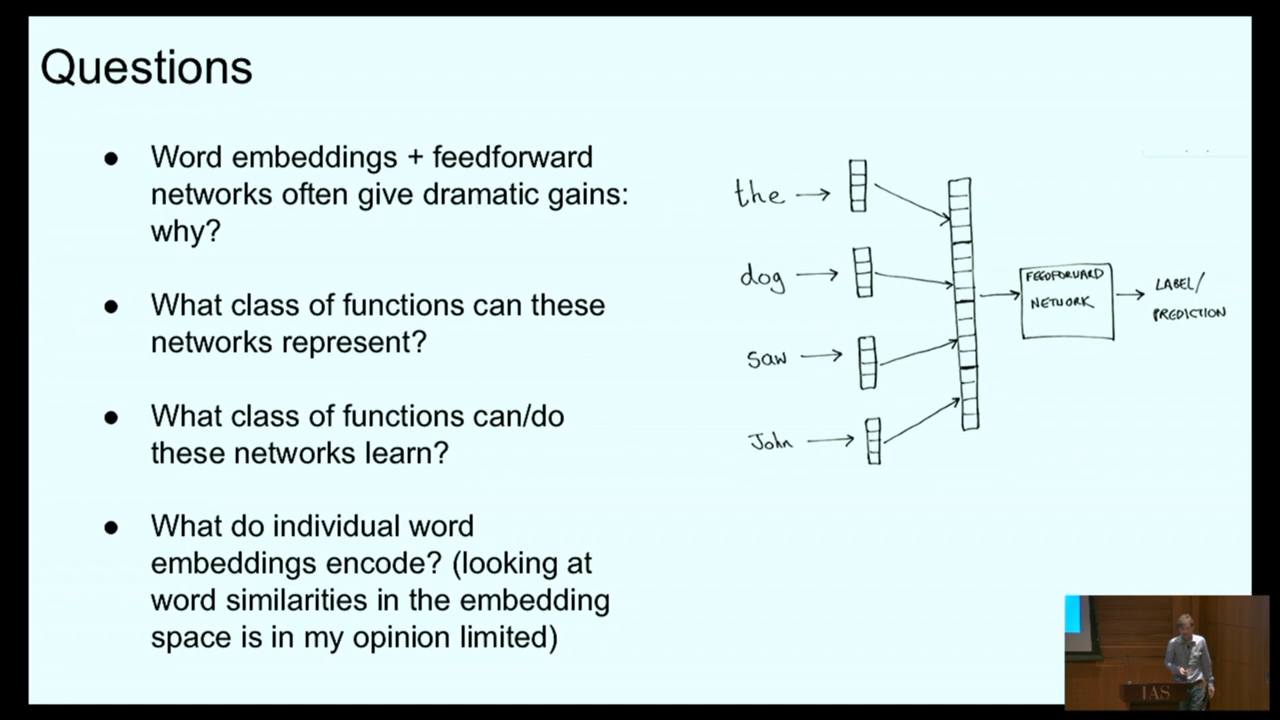 Questions
● Word embeddings + feedforward
networks often give dramatic gains:
why?
● What class of functions can these
networks represent?
● What class of functions can/do
these networks learn?
● What do individual word
embeddings encode? (looking at
word similarities in the embedding
space is in my opinion limited)
the
dog
saw
John
FEEDFORWARD
NETWORK
LABEL/
PREDICTION
IAS